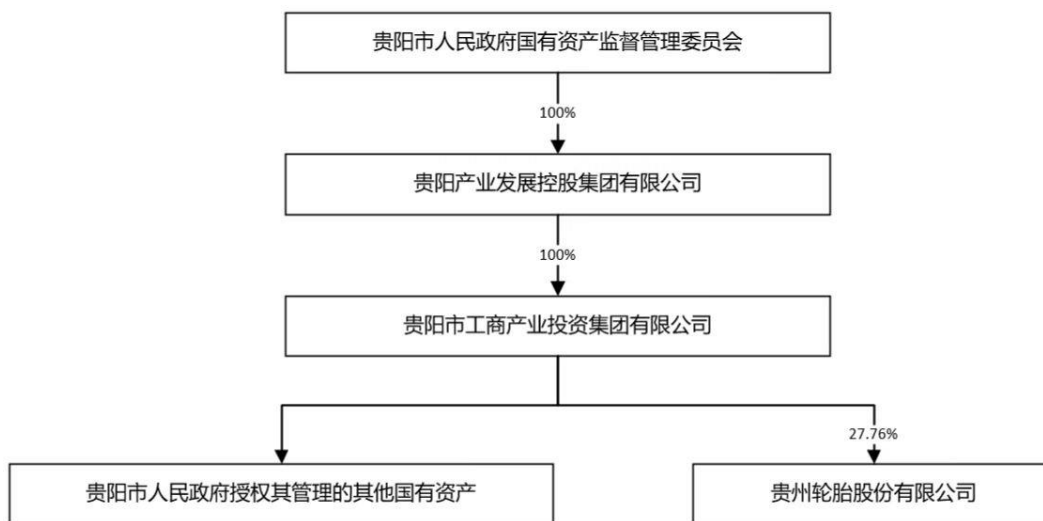 贵阳市人民政府国有资产监督管理委员会
100%
贵阳产业发展控股集团有限公司
100%
贵阳市工商产业投资集团有限公司
27.76%
贵阳市人民政府授权其管理的其他国有资产
贵州轮胎股份有限公司